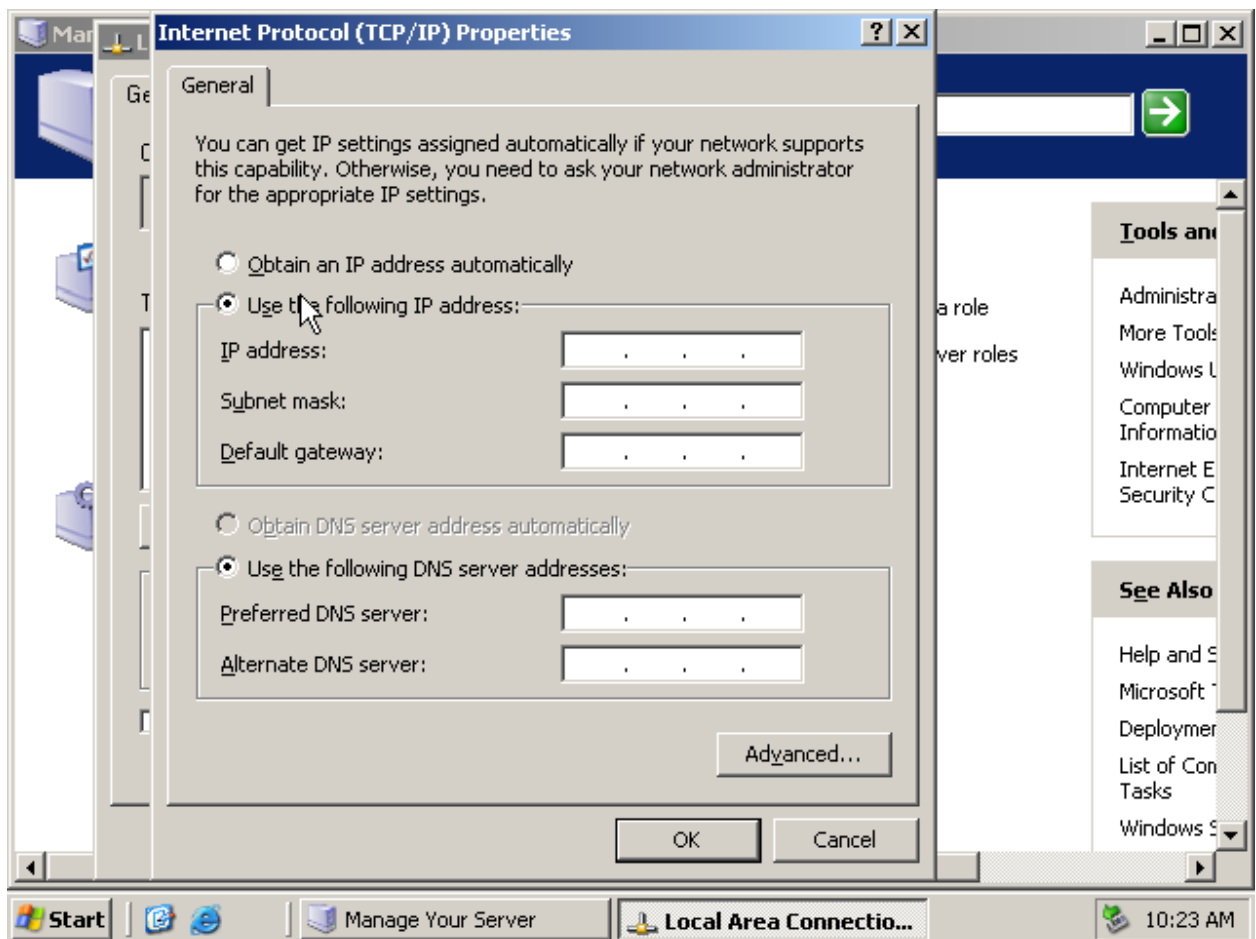 Internet Protocol (TCP/IP) Properties
General
You can get IP settings assigned automatically if your network supports
this capability. Otherwise, you need to ask your network administrator
for the appropriate IP settings.
Obtain an IP address automatically
Use the following IP address:
IP address:
Subnet mask:
Default gateway:
Obtain DNS server address automatically
Use the following DNS server addresses:
Preferred DNS server:
Alternate DNS server:
Advanced...
OK Cancel
a role
ver roles
Tools and
Administra
More Tools
Windows U
Computer
Informatio
Internet E
Security C
See Also
Help and S
Microsoft
Deploymen
List of Com
Tasks
Windows S
Start Manage Your Server Local Area Connectio... 10:23 AM